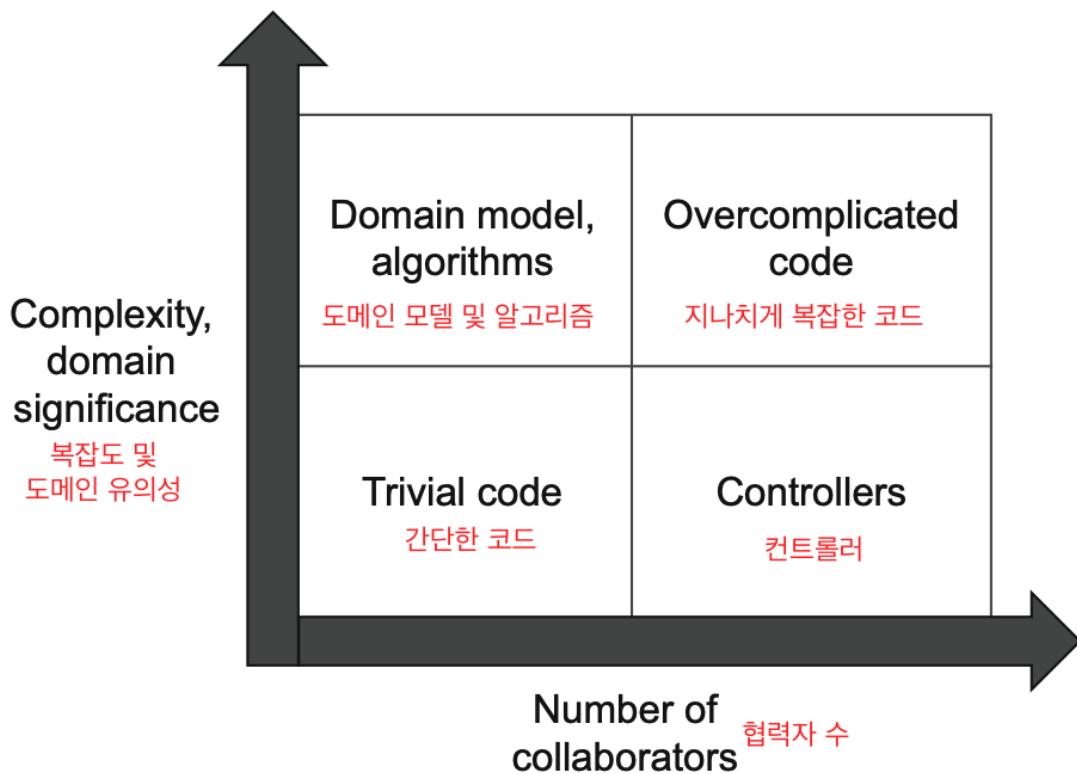 Domain model,
algorithms
도메인 모델 및 알고리즘
Overcomplicated
code
지나치게 복잡한 코드
Complexity,
domain
significance
복잡도 및
도메인 유의성
Trivial code
간단한 코드
Controllers
컨트롤러
Number of
collaborators
협력자 수